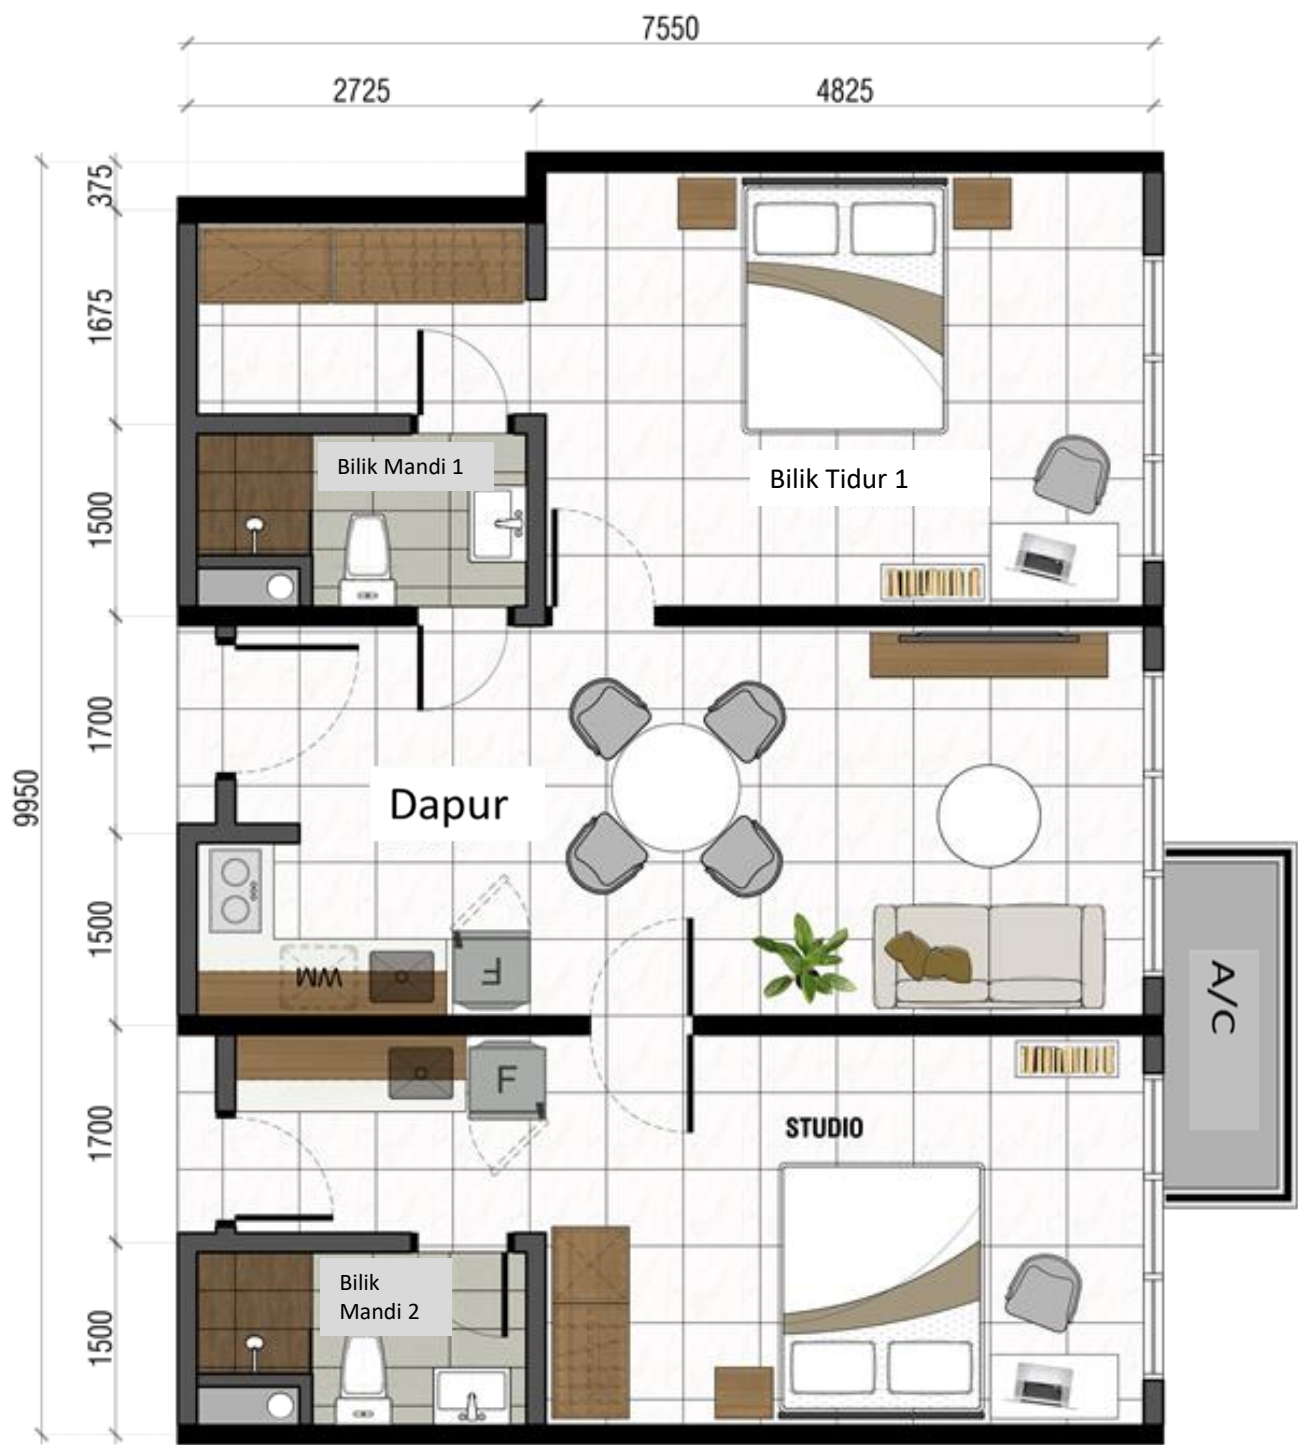 7550
2725
4825
375
1675
Bilik Mandi 1
Bilik Tidur 1
1500
1700
9950
Dapur
1500
WM
F
A/C
F
1700
STUDIO
Bilik
Mandi 2
1500